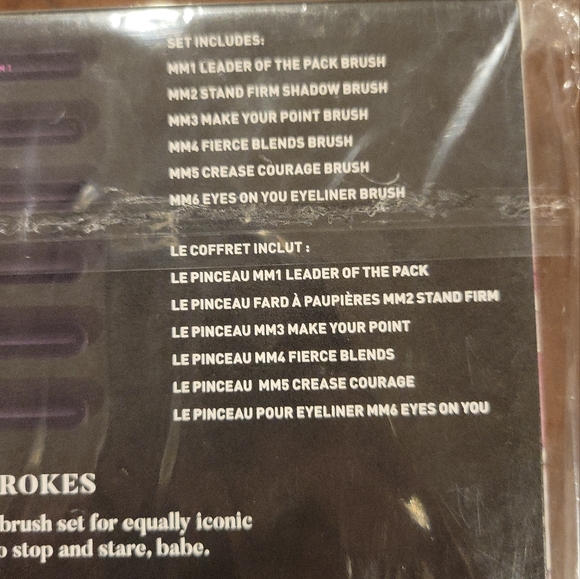 SET INCLUDES:
MM1 LEADER OF THE PACK BRUSH
MM2 STAND FIRM SHADOW BRUSH
MM3 MAKE YOUR POINT BRUSH
MM4 FIERCE BLENDS BRUSH
MM5 CREASE COURAGE BRUSH
MM6 EYES ON YOU EYELINER BRUSH
LE COFFRET INCLUT :
LE PINCEAU MM1 LEADER OF THE PACK
LE PINCEAU FARD À PAUPIÈRES MM2 STAND FIRM
LE PINCEAU MM3 MAKE YOUR POINT
LE PINCEAU MM4 FIERCE BLENDS
LE PINCEAU MM5 CREASE COURAGE
LE PINCEAU POUR EYELINER MM6 EYES ON YOU
ROKES
brush set for equally iconic
o stop and stare, babe.